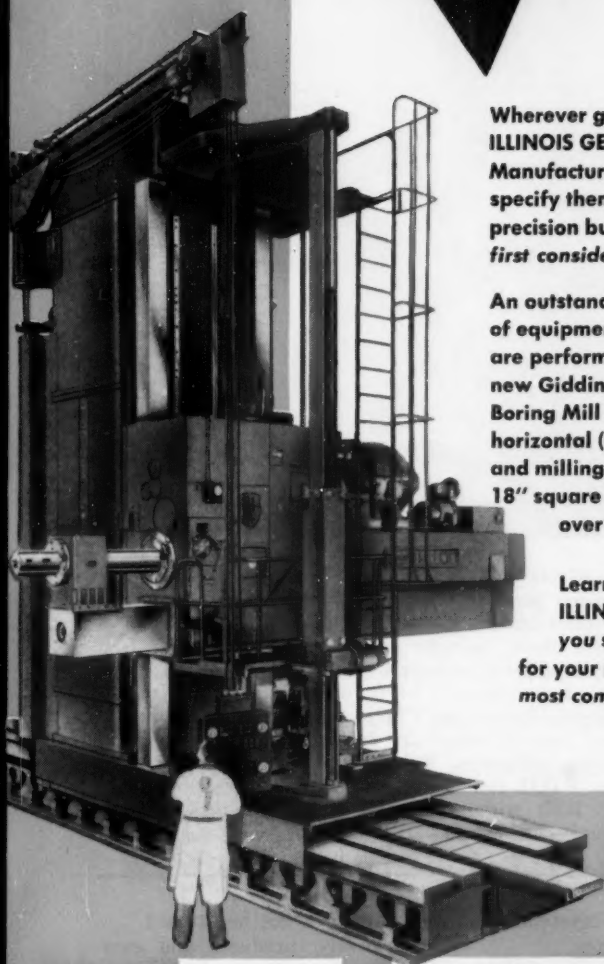 Wherever g
ILLINOIS GE
Manufactur
specify then
precision bu
first conside
An outstand
of equipme
are perform
new Giddin
Boring Mill
horizontal (
and milling
18" square
over
Learn
ILLIN
you s
for your
most com